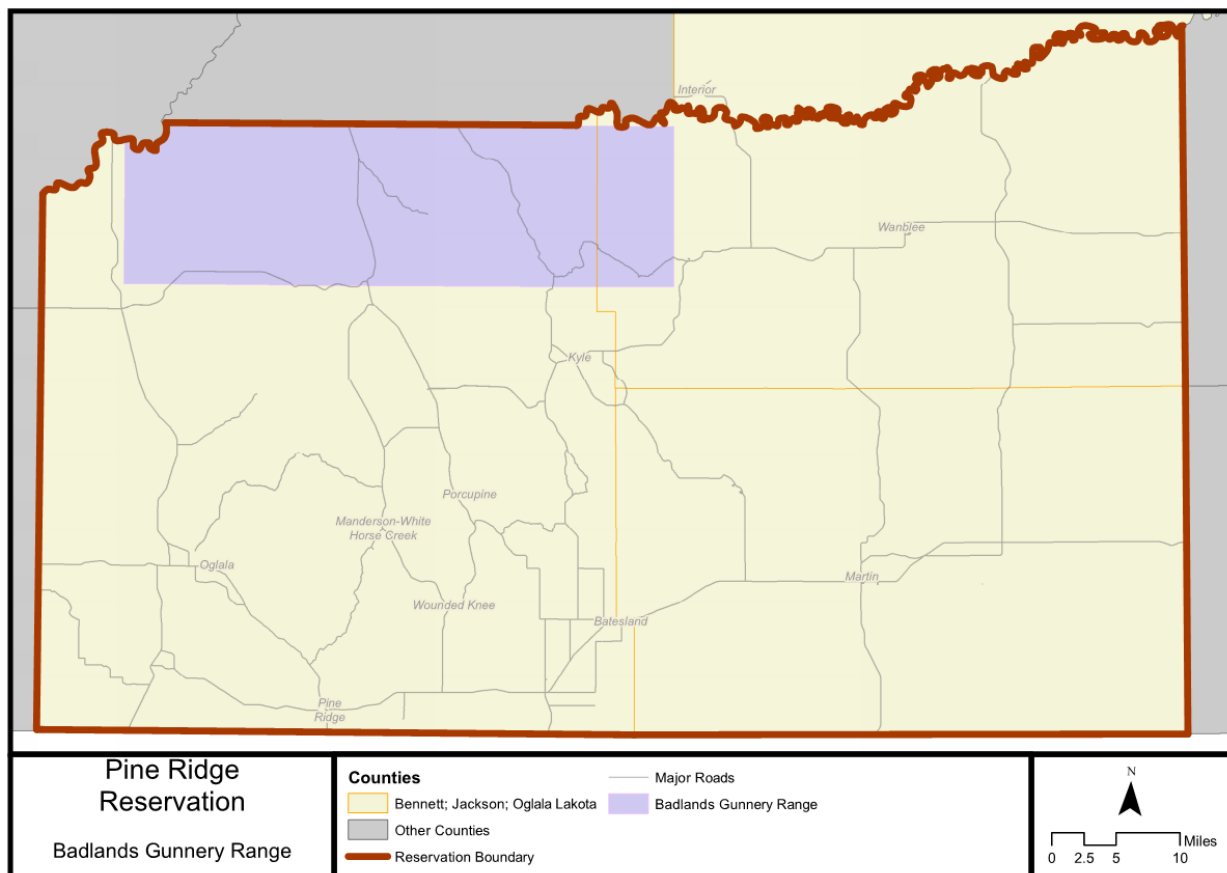 Interior
Wanblee
Kyle
Porcupine
Manderson-White
Horse Creek
Oglala
Martin
Wounded Knee
Batesland
Pine
Ridge
Pine Ridge
Reservation
Badlands Gunnery Range
Counties
Bennett; Jackson; Oglala Lakota
Other Counties
Reservation Boundary
Major Roads
Badlands Gunnery Range
N
Miles
0 2.5 5 10